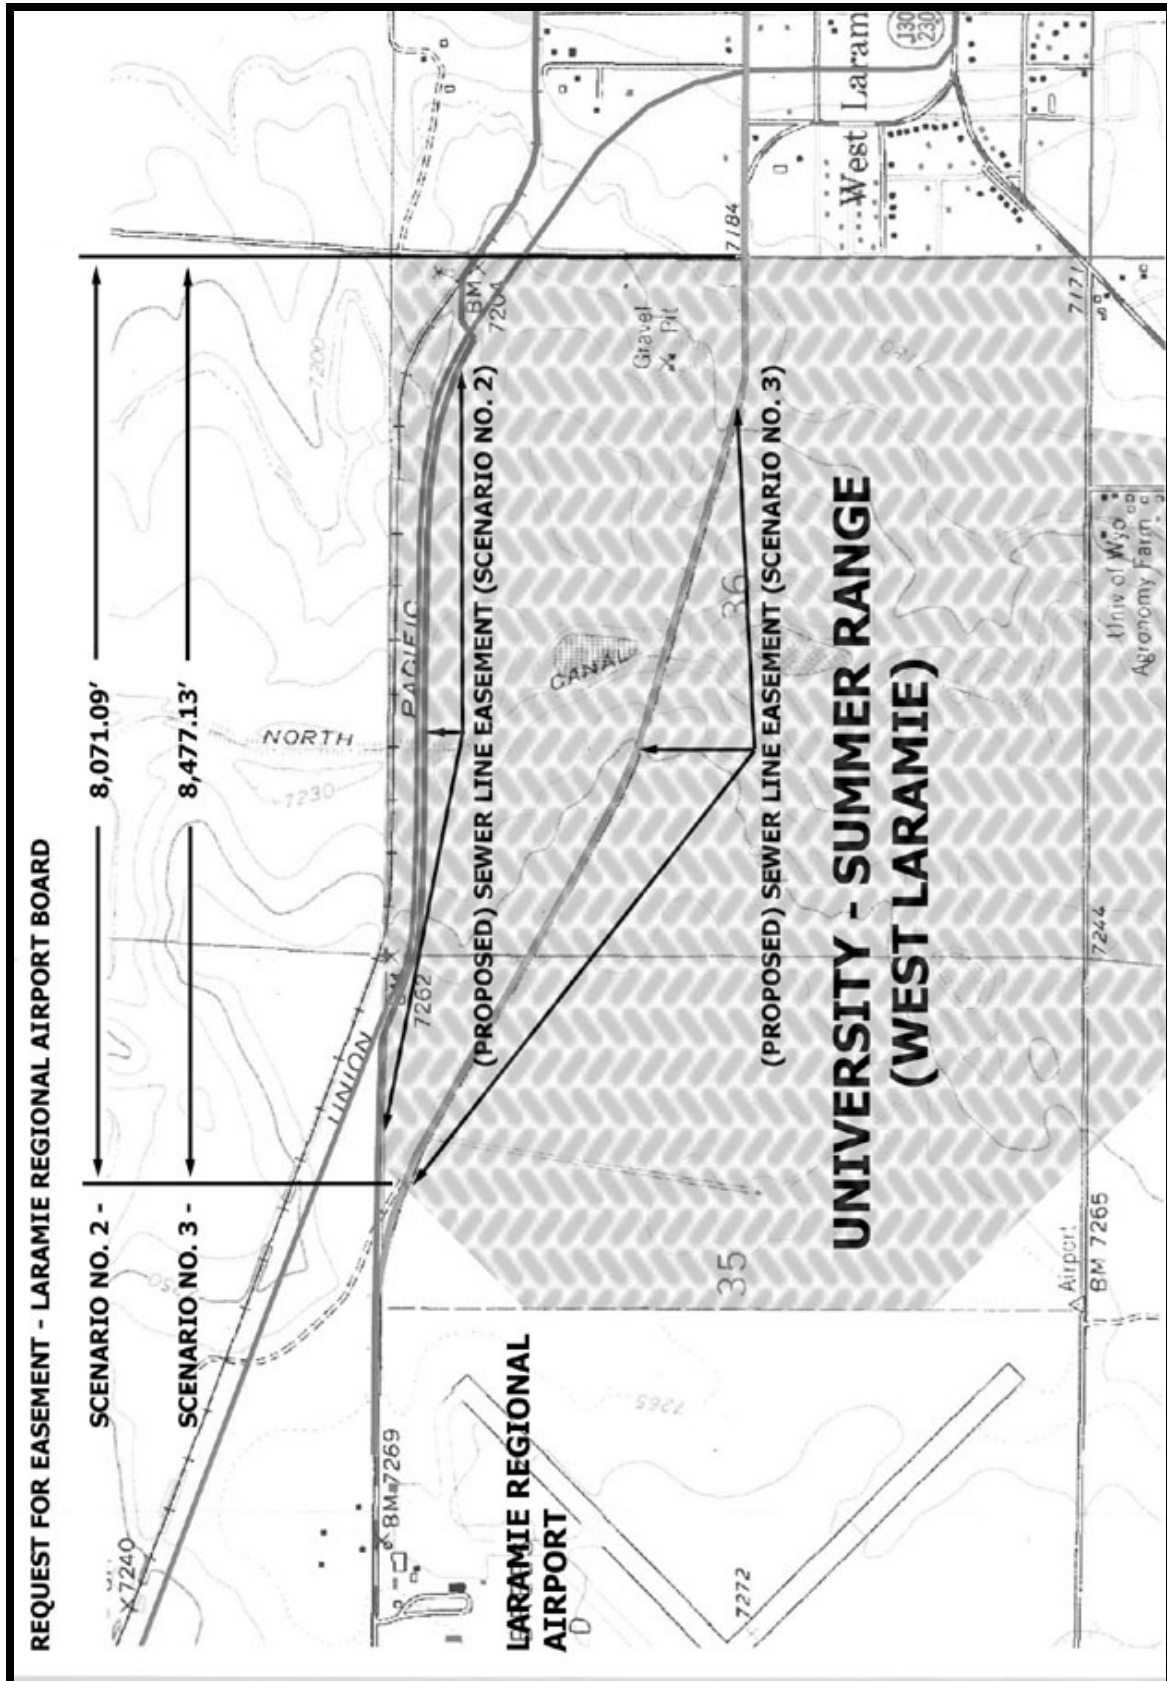 REQUEST FOR EASEMENT - LARAMIE REGIONAL AIRPORT BOARD
SCENARIO NO. 2 -
8,071.09'
SCENARIO NO. 3 -
8,477.13'
7240
7200
7230
NORTH
UNION
PACIFIC
BM 7269
7262
BM
7204
(PROPOSED) SEWER LINE EASEMENT (SCENARIO NO. 2)
CANAL
Gravel
Pit
LARAMIE REGIONAL
AIRPORT
7265
7272
35
36
7184
(PROPOSED) SEWER LINE EASEMENT (SCENARIO NO. 3)
UNIVERSITY - SUMMER RANGE
(WEST LARAMIE)
West Laram
130
230
Airport
BM 7265
7244
7171
Univ of Wyo
Agronomy Farm